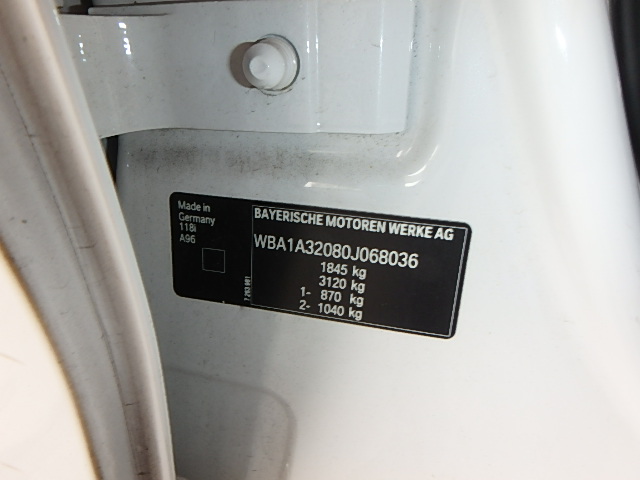 Made in
Germany
118i
A96
BAYERISCHE MOTOREN WERKE AG
WBA1A32080J068036
1845 kg
3120 kg
1- 870 kg
2- 1040 kg